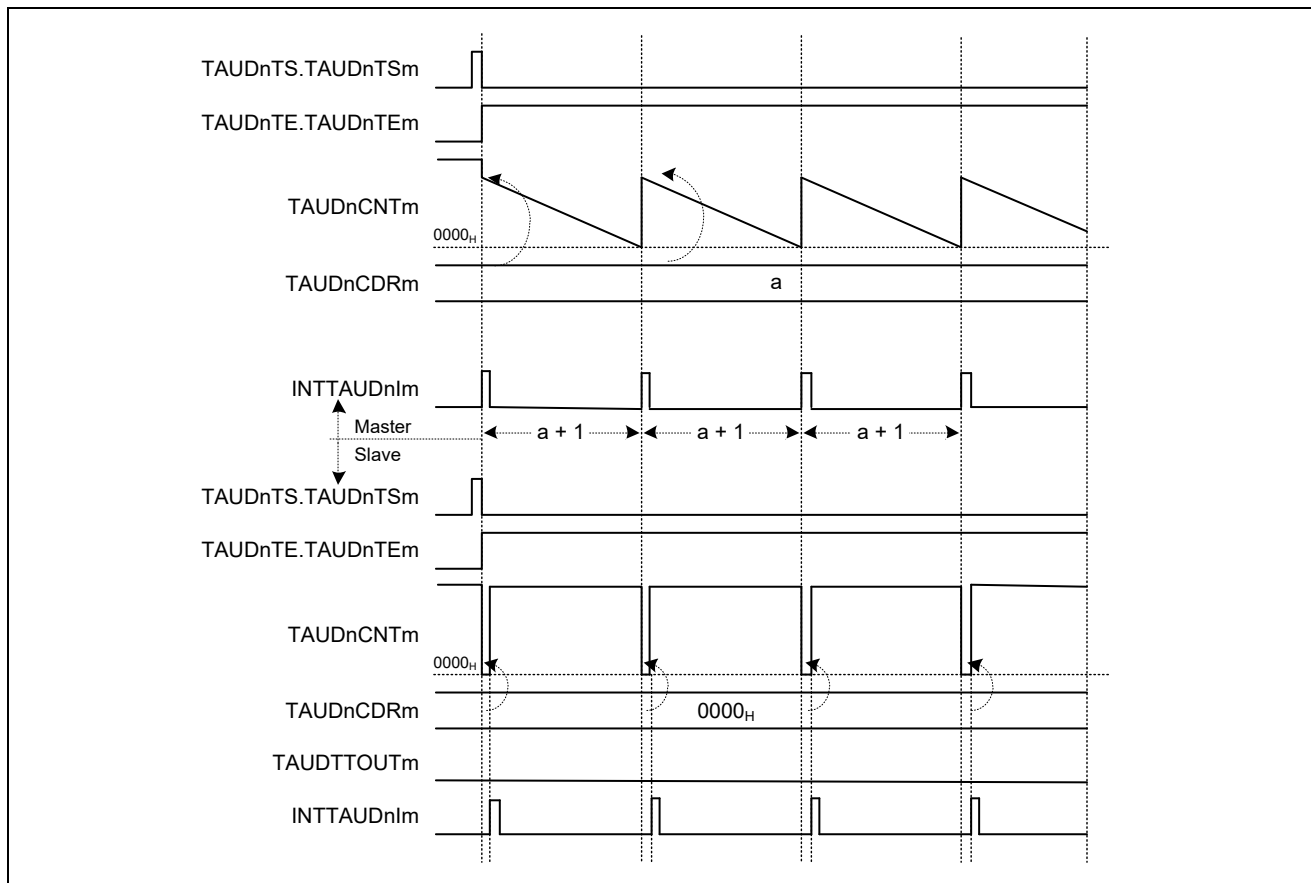 TAUDnTS.TAUDnTSm
TAUDnTE.TAUDnTEm
TAUDnCNTm
0000H
TAUDnCDRm
a
INTTAUDnIm
Master
a + 1 a + 1 a + 1
Slave
TAUDnTS.TAUDnTSm
TAUDnTE.TAUDnTEm
TAUDnCNTm
0000H
TAUDnCDRm
0000H
TAUDTTOUTm
INTTAUDnIm